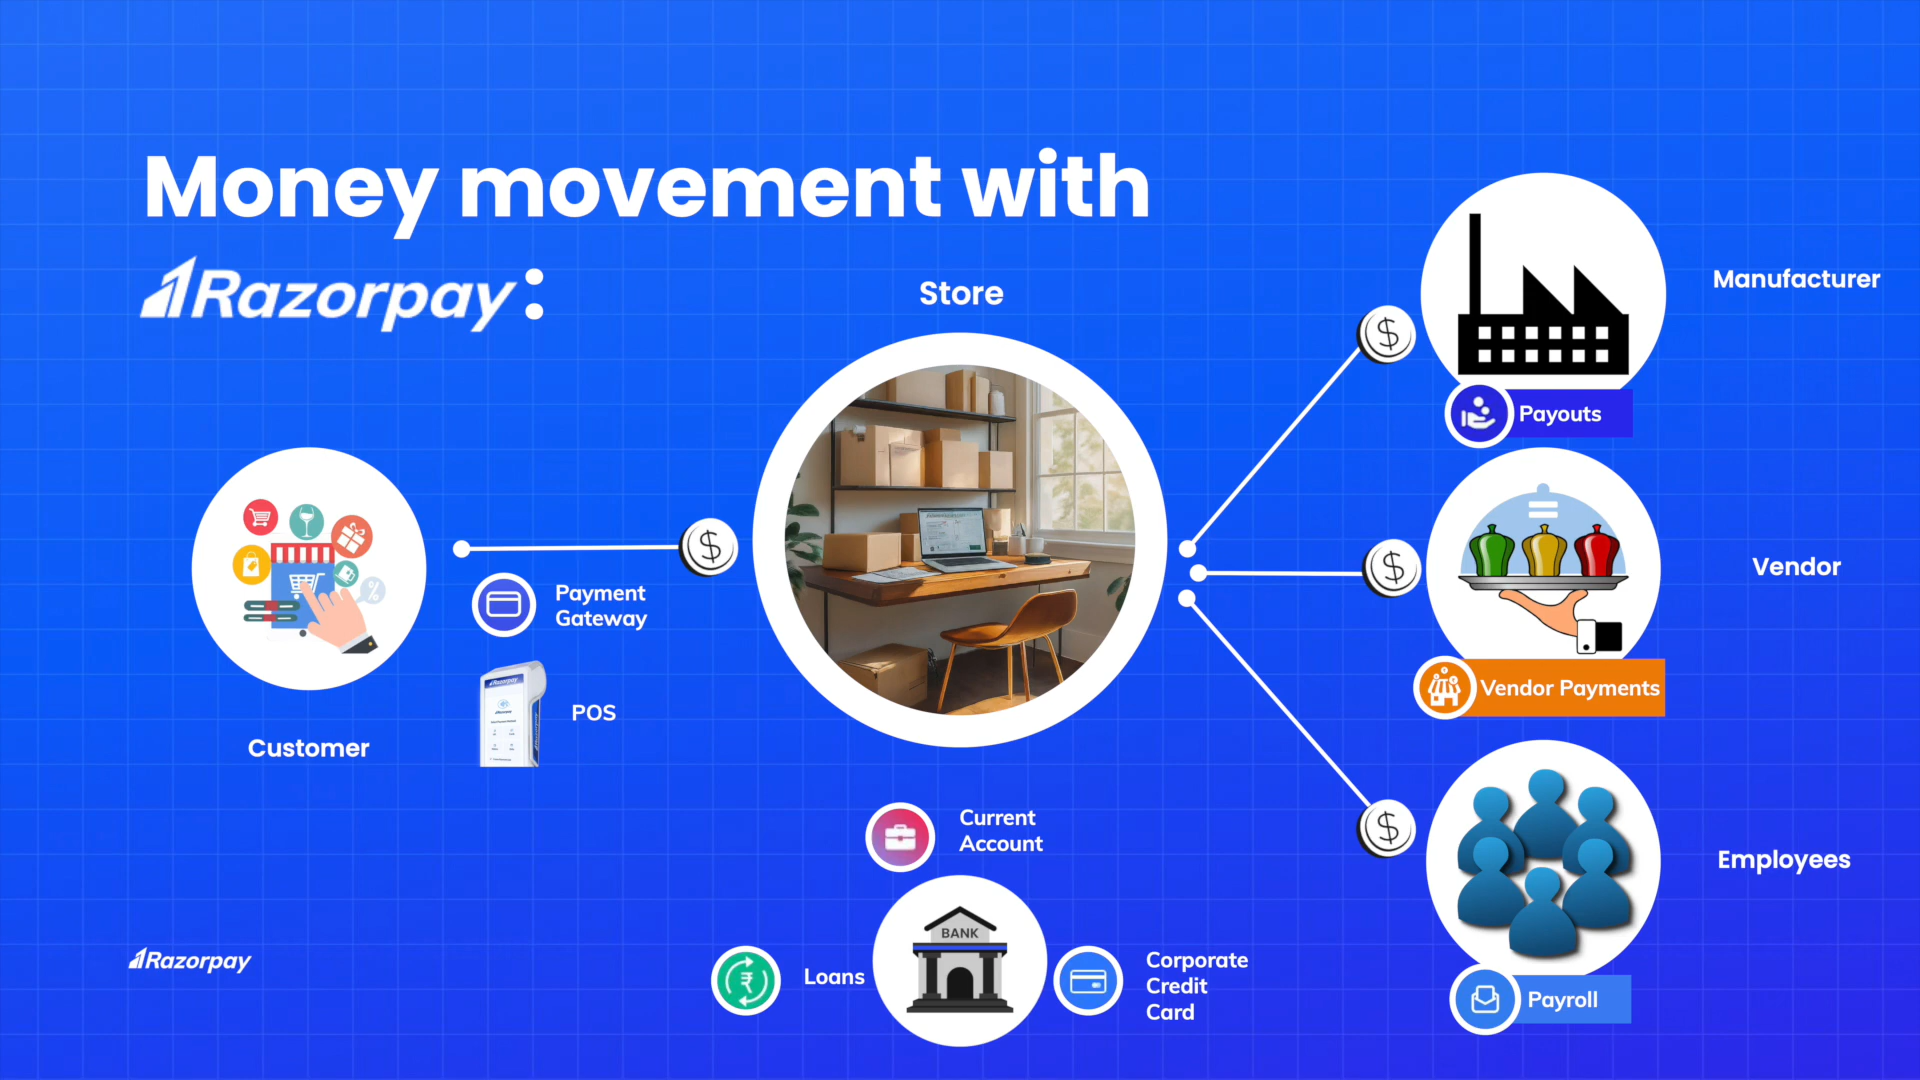 Money movement with
Razorpay:
Store
Manufacturer
Payouts
Payment
Gateway
Vendor
Vendor Payments
Razorpay
POS
Customer
Current
Account
Employees
BANK
Loans
Corporate
Credit
Card
Payroll
Razorpay